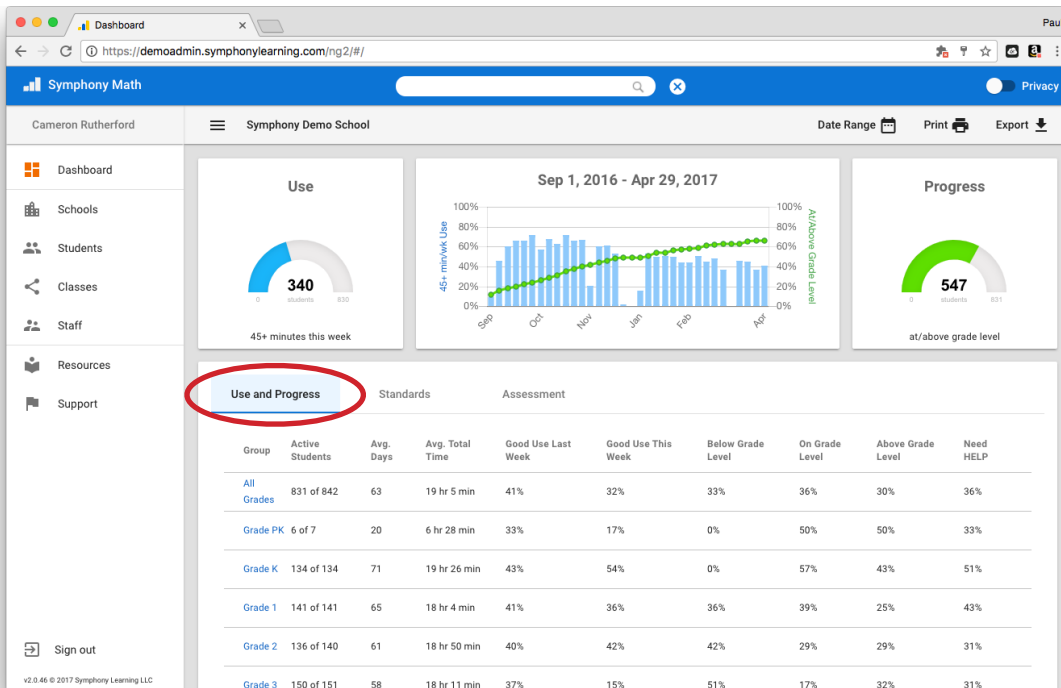 Dashboard
Pau
https://demoadmin.symphonylearning.com/ng2/#/
Symphony Math
Privacy
Cameron Rutherford
Symphony Demo School
Date Range
Print
Export
Dashboard
Schools
Students
Classes
Staff
Resources
Support
Sign out
v2.0.46 © 2017 Symphony Learning LLC
Use
340
students
0
830
45+ minutes this week
Sep 1, 2016 - Apr 29, 2017
45+ min/wk Use
100%
80%
60%
40%
20%
0%
Sep
Oct
Nov
Jan
Feb
Apr
100%
80%
60%
40%
20%
0%
At/Above Grade Level
Progress
547
students
0
831
at/above grade level
Use and Progress
Standards
Assessment
Group Active Students Avg. Days Avg. Total Time Good Use Last Week Good Use This Week Below Grade Level On Grade Level Above Grade Level Need HELP
All Grades 831 of 842 63 19 hr 5 min 41% 32% 33% 36% 30% 36%
Grade PK 6 of 7 20 6 hr 28 min 33% 17% 0% 50% 50% 33%
Grade K 134 of 134 71 19 hr 26 min 43% 54% 0% 57% 43% 51%
Grade 1 141 of 141 65 18 hr 4 min 41% 36% 36% 39% 25% 43%
Grade 2 136 of 140 61 18 hr 50 min 40% 42% 42% 29% 29% 31%
Grade 3 150 of 151 58 18 hr 11 min 37% 15% 51% 17% 32% 31%